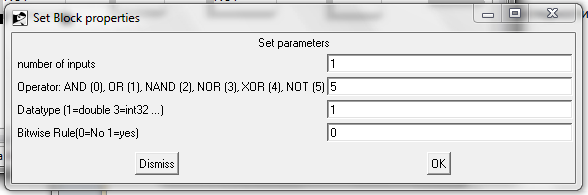 Set Block properties
Set parameters
number of inputs 1
Operator: AND (0), OR (1), NAND (2), NOR (3), XOR (4), NOT (5) 5
Datatype (1=double 3=int32 ...) 1
Bitwise Rule(0=No 1=yes) 0
Dismiss OK